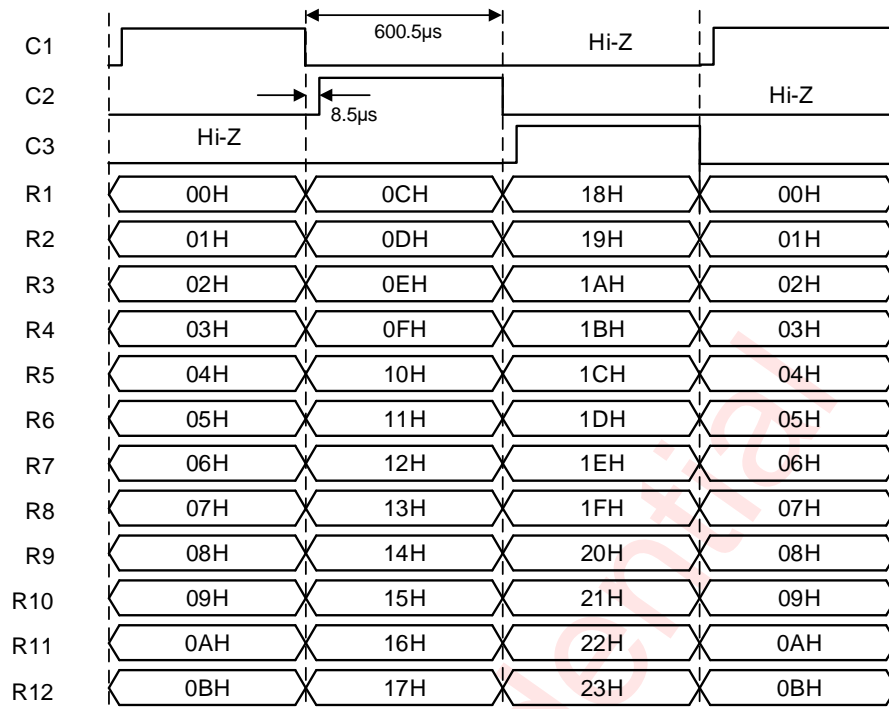 600.5µs
C1 Hi-Z
C2 8.5µs Hi-Z
C3 Hi-Z
R1 00H 0CH 18H 00H
R2 01H 0DH 19H 01H
R3 02H 0EH 1AH 02H
R4 03H 0FH 1BH 03H
R5 04H 10H 1CH 04H
R6 05H 11H 1DH 05H
R7 06H 12H 1EH 06H
R8 07H 13H 1FH 07H
R9 08H 14H 20H 08H
R10 09H 15H 21H 09H
R11 0AH 16H 22H 0AH
R12 0BH 17H 23H 0BH